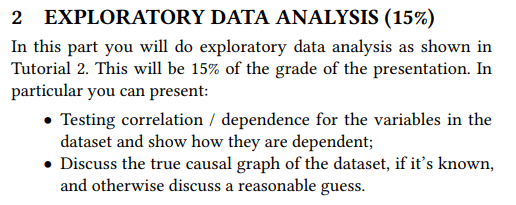 2 EXPLORATORY DATA ANALYSIS (15%)
In this part you will do exploratory data analysis as shown in
Tutorial 2. This will be 15% of the grade of the presentation. In
particular you can present:
• Testing correlation / dependence for the variables in the
dataset and show how they are dependent;
• Discuss the true causal graph of the dataset, if it's known,
and otherwise discuss a reasonable guess.